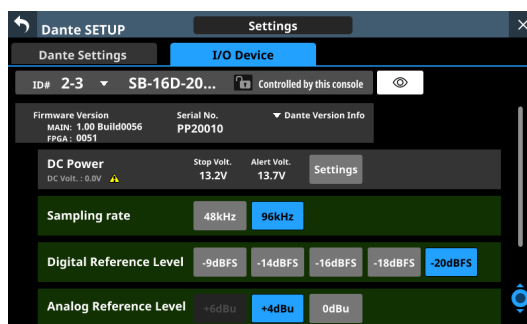 Dante SETUP
Settings
Dante Settings
I/O Device
ID# 2-3 SB-16D-20... Controlled by this console
Firmware Version
MAIN: 1.00 Build0056
FPGA : 0051
Serial No.
PP20010
Dante Version Info
DC Power
DC Volt. : 0.0V
Stop Volt.
13.2V
Alert Volt.
13.7V
Settings
Sampling rate 48kHz 96kHz
Digital Reference Level -9dBFS -14dBFS -16dBFS -18dBFS -20dBFS
Analog Reference Level +6dBu +4dBu 0dBu